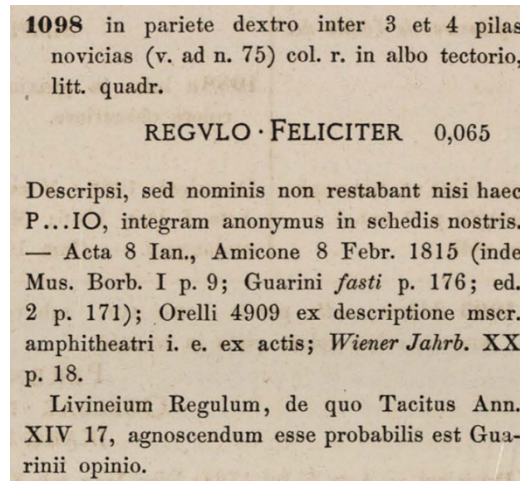 1098 in pariete dextro inter 3 et 4 pilas
novicias (v. ad n. 75) col. r. in albo tectorio,
litt. quadr.
REGVLO · FELICITER 0,065
Descripsi, sed nominis non restabant nisi haec
P...IO, integram anonymus in schedis nostris.
— Acta 8 Ian., Amicone 8 Febr. 1815 (inde
Mus. Borb. I p. 9; Guarini fasti p. 176; ed.
2 p. 171); Orelli 4909 ex descriptione mscr.
amphitheatri i. e. ex actis; Wiener Jahrb. XX
p. 18.
Livineium Regulum, de quo Tacitus Ann.
XIV 17, agnoscendum esse probabilis est Gua-
rinii opinio.